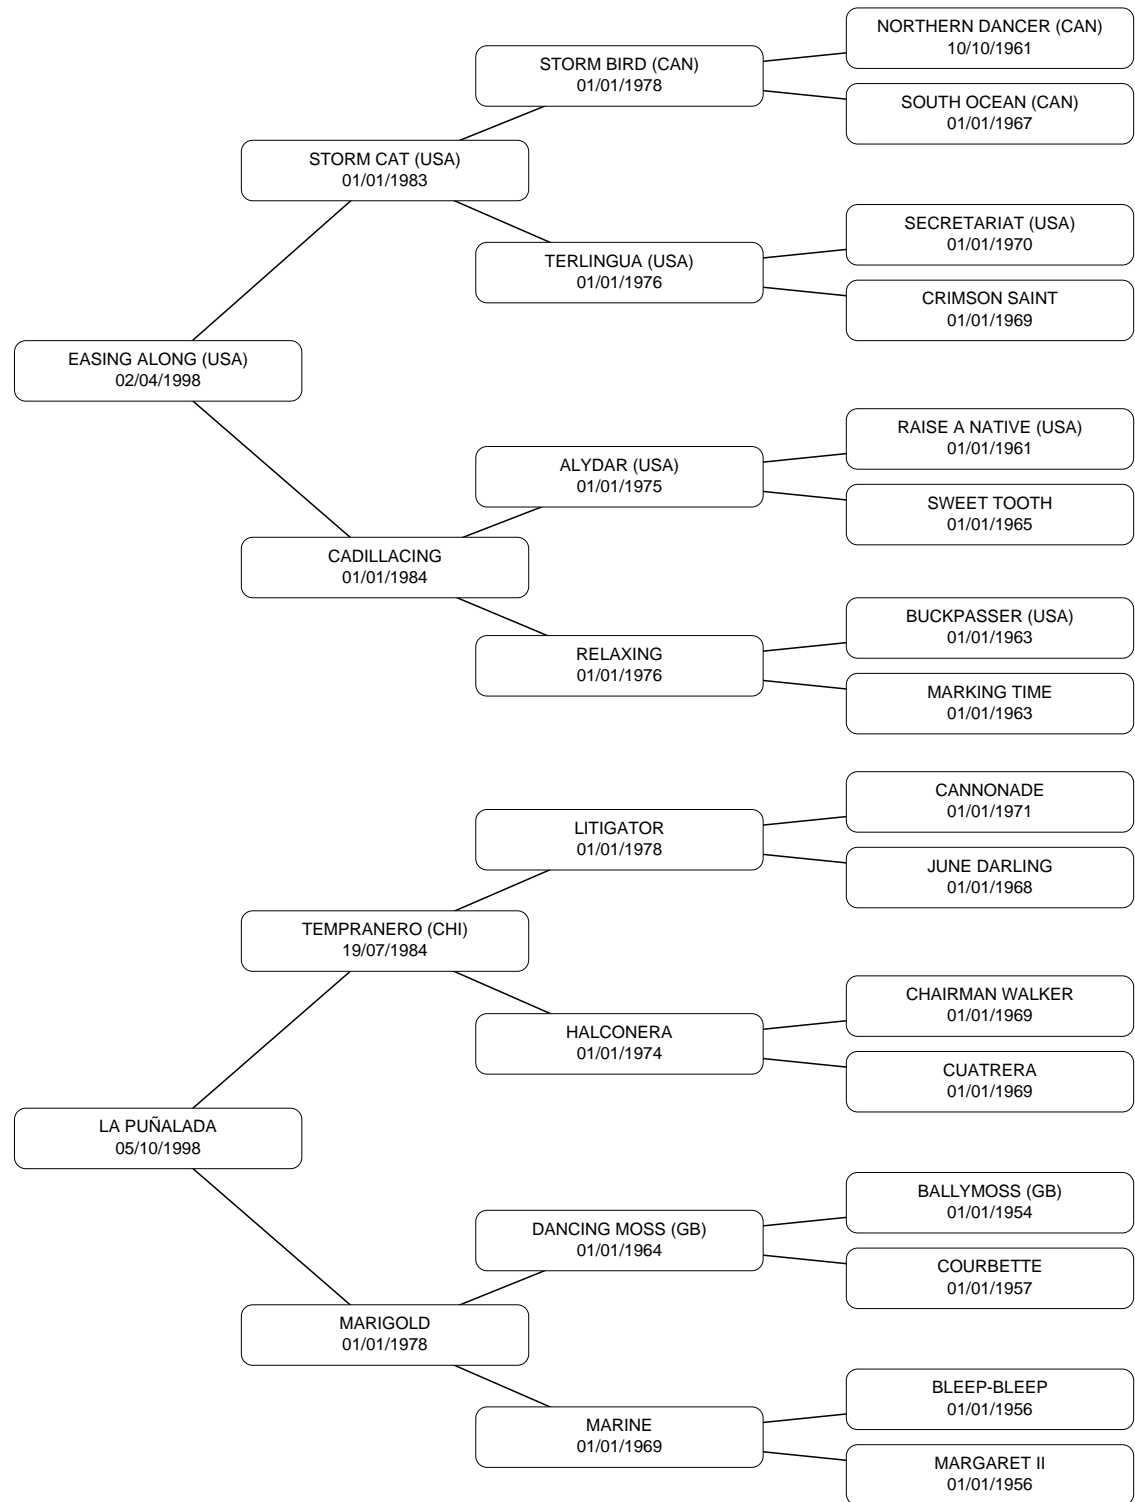 NORTHERN DANCER (CAN)
10/10/1961
STORM BIRD (CAN)
01/01/1978
SOUTH OCEAN (CAN)
01/01/1967
STORM CAT (USA)
01/01/1983
SECRETARIAT (USA)
01/01/1970
TERLINGUA (USA)
01/01/1976
CRIMSON SAINT
01/01/1969
EASING ALONG (USA)
02/04/1998
RAISE A NATIVE (USA)
01/01/1961
ALYDAR (USA)
01/01/1975
SWEET TOOTH
01/01/1965
CADILLACING
01/01/1984
BUCKPASSER (USA)
01/01/1963
RELAXING
01/01/1976
MARKING TIME
01/01/1963
CANNONADE
01/01/1971
LITIGATOR
01/01/1978
JUNE DARLING
01/01/1968
TEMPRANERO (CHI)
19/07/1984
CHAIRMAN WALKER
01/01/1969
HALCONERA
01/01/1974
CUATRERA
01/01/1969
LA PUÑALADA
05/10/1998
BALLYMOSS (GB)
01/01/1954
DANCING MOSS (GB)
01/01/1964
COURBETTE
01/01/1957
MARIGOLD
01/01/1978
BLEEP-BLEEP
01/01/1956
MARINE
01/01/1969
MARGARET II
01/01/1956